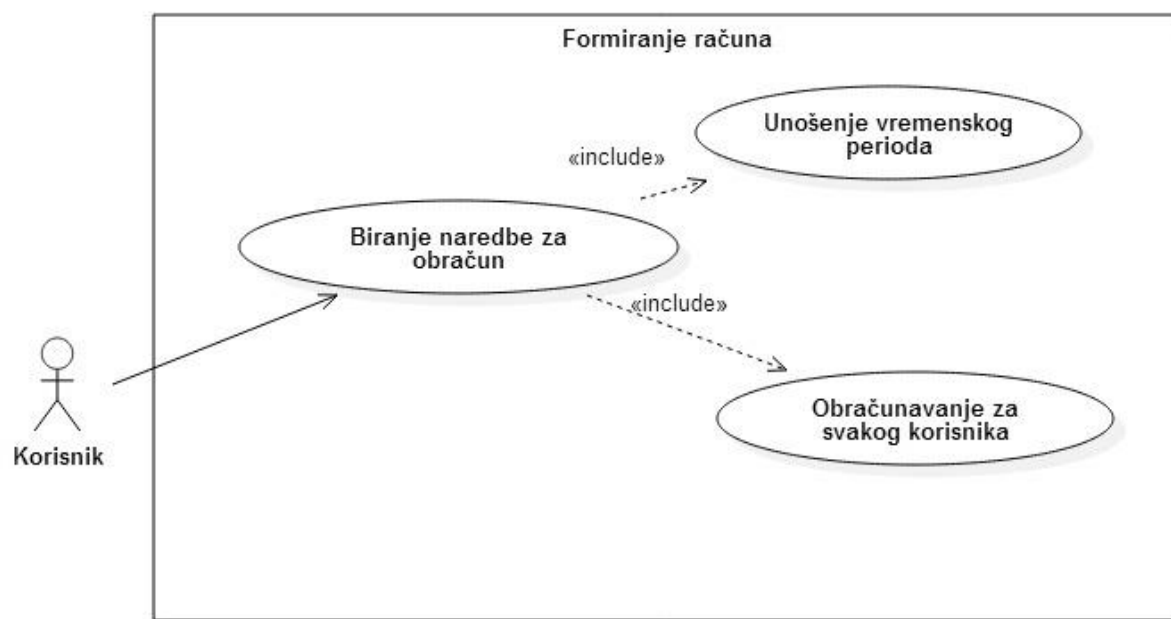 Formiranje računa
Unošenje vremenskog
perioda
«include»
Biranje naredbe za
obračun
«include»
Obračunavanje za
svakog korisnika
Korisnik